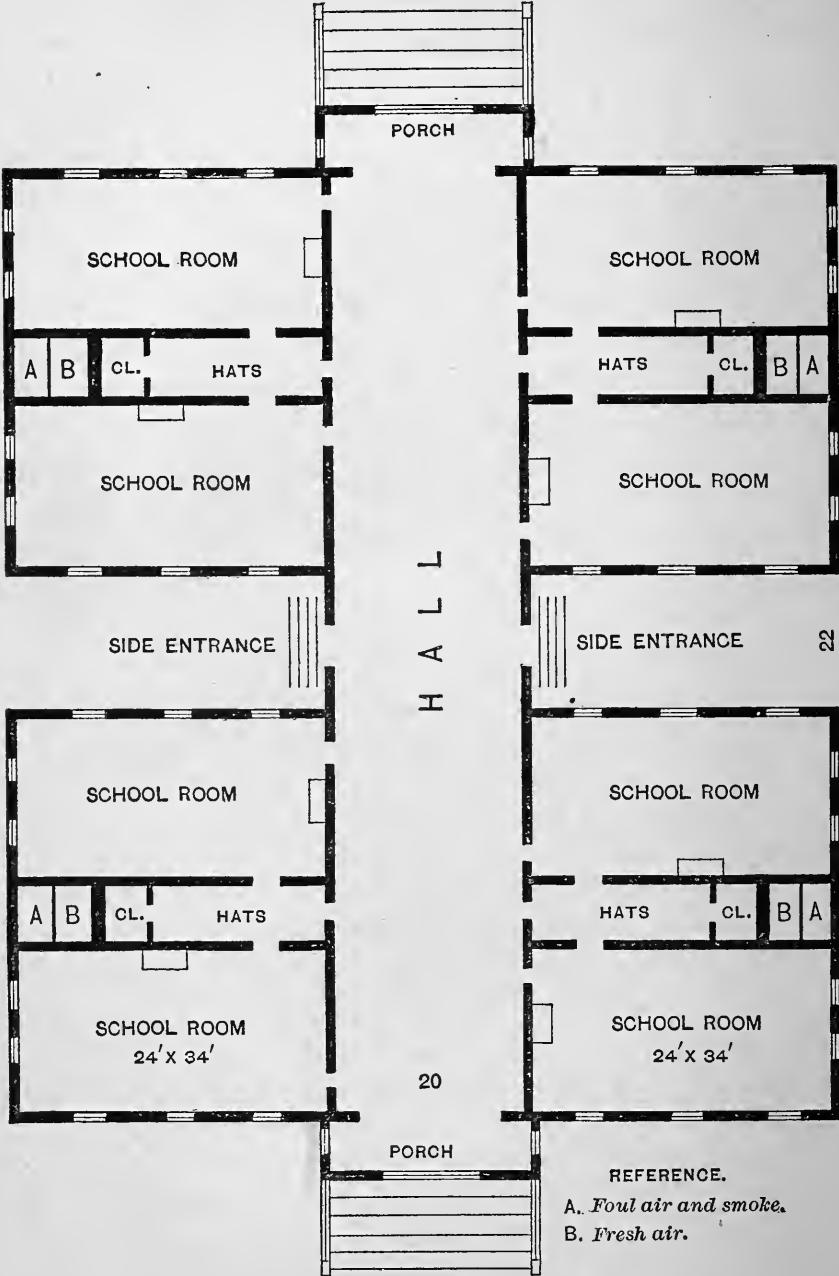 PORCH
SCHOOL ROOM
SCHOOL ROOM
A B CL. HATS
HATS CL. B A
SCHOOL ROOM
SCHOOL ROOM
HALL
SIDE ENTRANCE
SIDE ENTRANCE
22
SCHOOL ROOM
SCHOOL ROOM
A B CL. HATS
HATS CL. B A
SCHOOL ROOM
24' X 34'
SCHOOL ROOM
24' X 34'
20
PORCH
REFERENCE.
A. Foul air and smoke.
B. Fresh air.